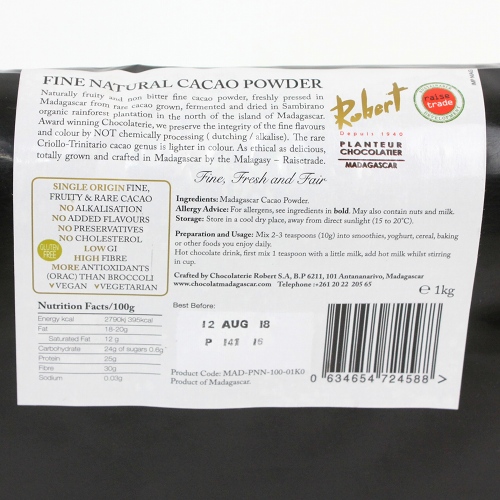 FINE NATURAL CACAO POWDER
Naturally fruity and non bitter fine cacao powder, freshly pressed in
Madagascar from rare cacao grown, fermented and dried in Sambirano
organic rainforest plantation in the north of the island of Madagascar.
Award winning Chocolaterie, we preserve the integrity of the fine flavours
and colour by NOT chemically processing ( dutching / alkalise). The rare
Criollo-Trinitario cacao genus is lighter in colour. As ethical as delicious,
totally grown and crafted in Madagascar by the Malagasy - Raisetrade.
Fine, Fresh and Fair
Robert
Depuis 1940
PLANTEUR
CHOCOLATIER
MADAGASCAR
raise
trade
DEVELOPMENT
SINGLE ORIGIN FINE,
FRUITY & RARE CACAO
NO ALKALISATION
NO ADDED FLAVOURS
NO PRESERVATIVES
NO CHOLESTEROL
LOW GI
HIGH FIBRE
MORE ANTIOXIDANTS
(ORAC) THAN BROCCOLI
VEGAN VEGETARIAN
GLUTEN
FREE
Ingredients: Madagascar Cacao Powder.
Allergy Advice: For allergens, see ingredients in bold. May also contain nuts and milk.
Storage: Store in a cool dry place, away from direct sunlight (15 to 20°C).
Preparation and Usage: Mix 2-3 teaspoons (10g) into smoothies, yoghurt, cereal, baking
or other foods you enjoy daily.
Hot chocolate drink, first mix 1 teaspoon with a little milk, add hot milk whilst stirring
in cup.
Crafted by Chocolaterie Robert S.A, B.P 6211, 101 Antananarivo, Madagascar
www.chocolatmadagascar.com Telephone :+261 20 22 205 65
℮ 1kg
Nutrition Facts/100g
Energy kcal 2790kj 395kcal
Fat 18-20g
Saturated Fat 12 g
Carbohydrate 24g of sugars 0.6g
Protein 25g
Fibre 30g
Sodium 0.03g
Best Before:
12 AUG 18
P 141 16
Product Code: MAD-PNN-100-01K0
Product of Madagascar.
0 634654 724588 >